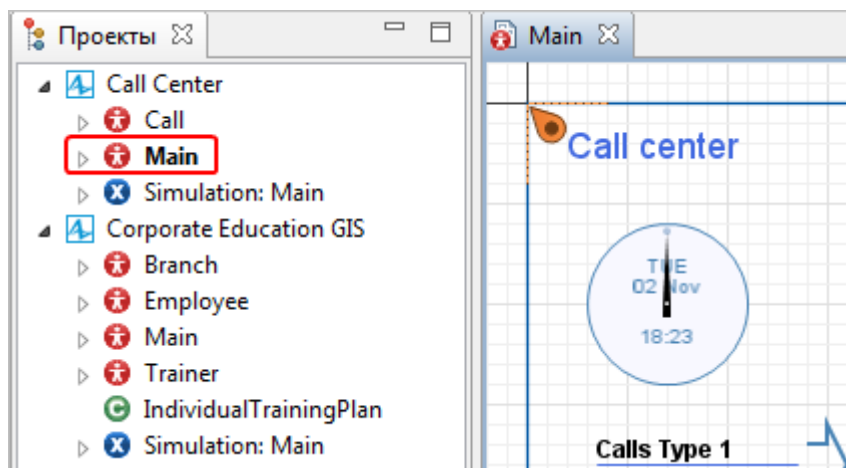 Проекты
Call Center
Call
Main
Simulation: Main
Corporate Education GIS
Branch
Employee
Main
Trainer
IndividualTrainingPlan
Simulation: Main
Main
Call center
TUE
02 Nov
18:23
Calls Type 1